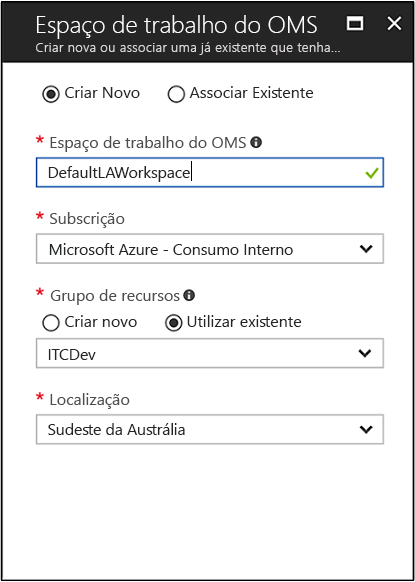 Espaço de trabalho do OMS
Criar nova ou associar uma já existente que tenha...
Criar Novo Associar Existente
* Espaço de trabalho do OMS
DefaultLAWorkspace
* Subscrição
Microsoft Azure - Consumo Interno
* Grupo de recursos
Criar novo Utilizar existente
ITCDev
* Localização
Sudeste da Austrália